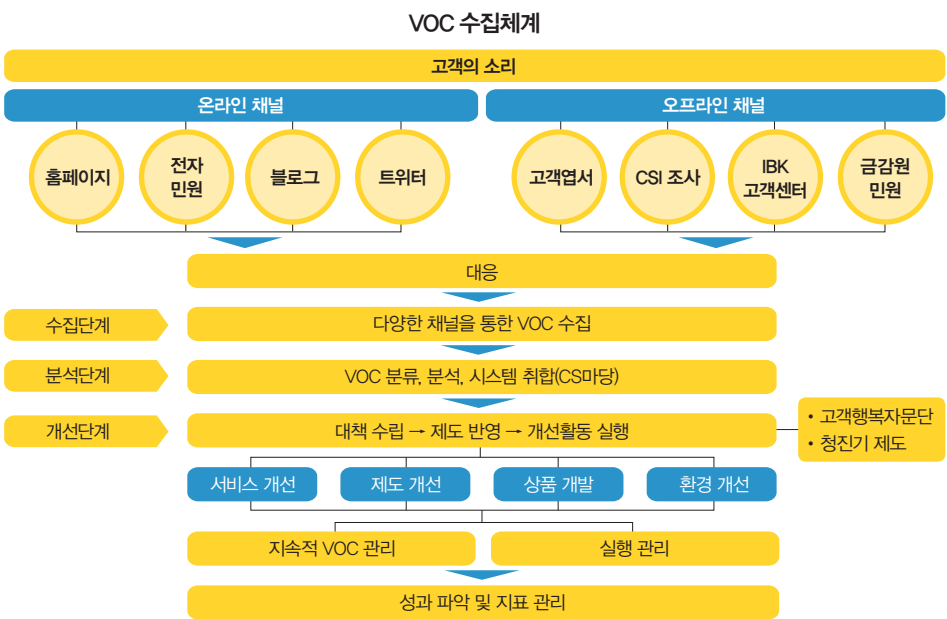 VOC 수집체계
고객의 소리
온라인 채널
오프라인 채널
홈페이지
전자
민원
블로그
트위터
고객엽서
CSI 조사
IBK
고객센터
금감원
민원
대응
수집단계
다양한 채널을 통한 VOC 수집
분석단계
VOC 분류, 분석, 시스템 취합(CS마당)
개선단계
대책 수립 → 제도 반영 → 개선활동 실행
• 고객행복자문단
• 청진기 제도
서비스 개선
제도 개선
상품 개발
환경 개선
지속적 VOC 관리
실행 관리
성과 파악 및 지표 관리